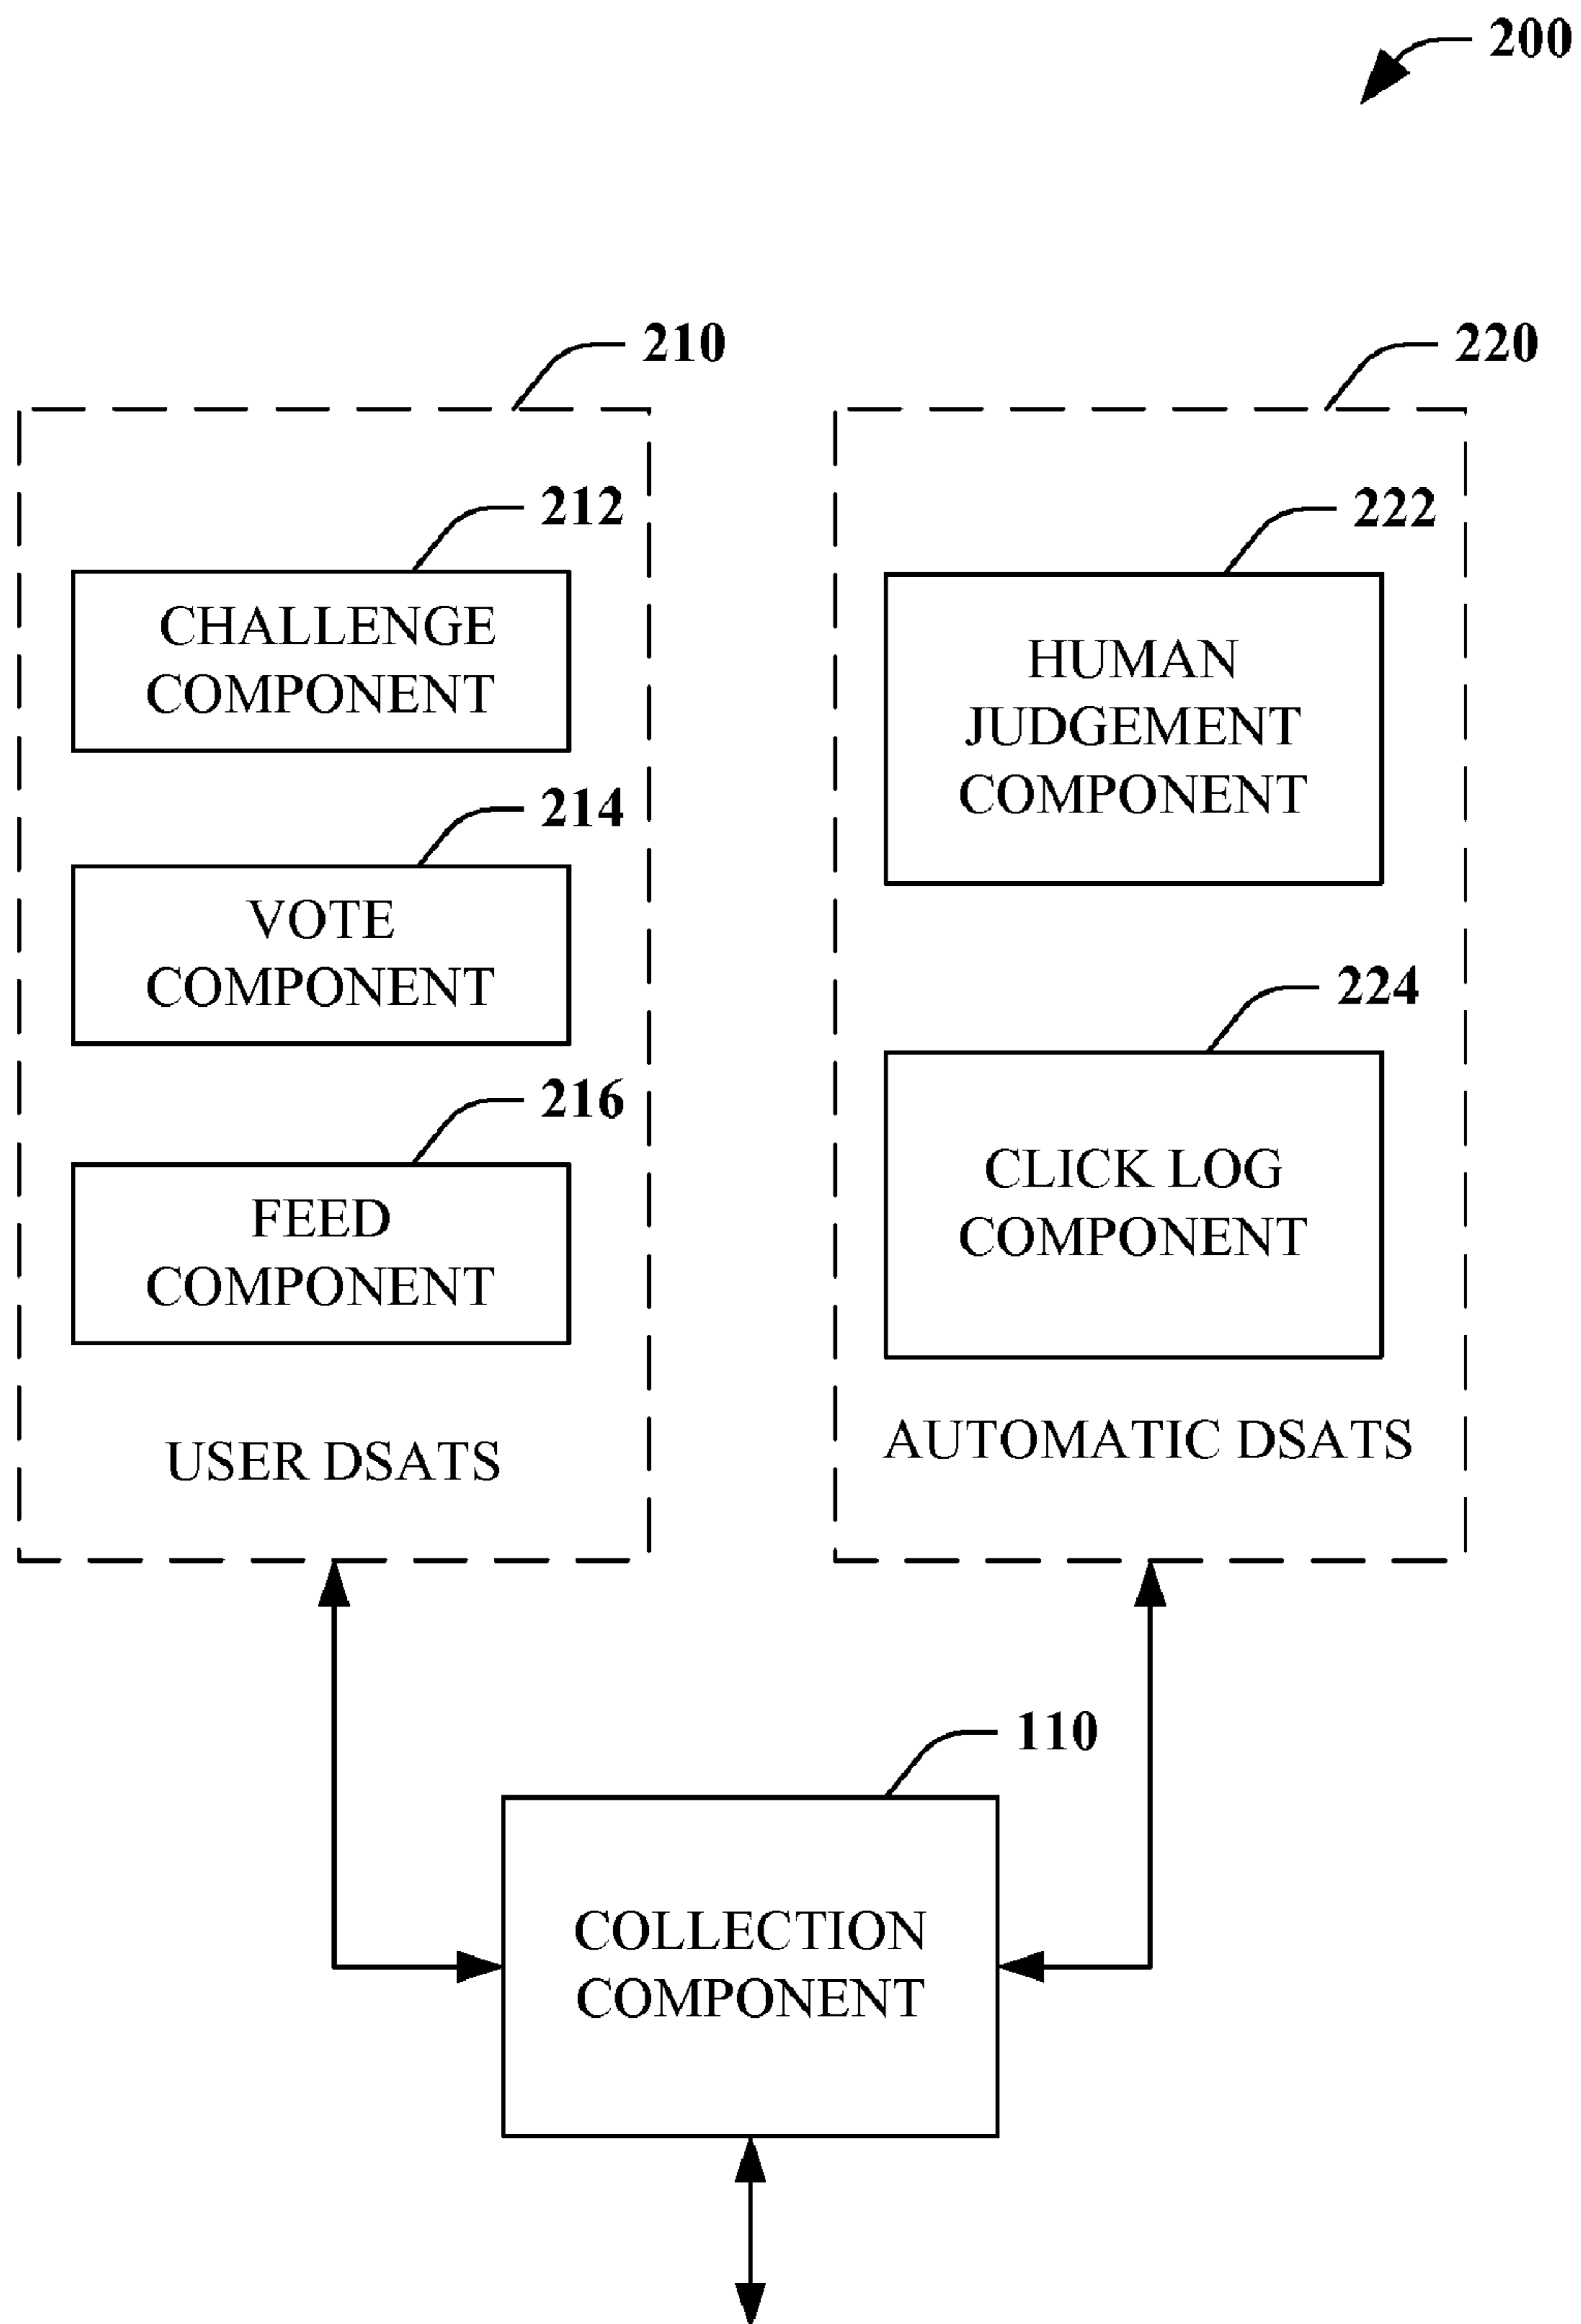 200
210
220
212
CHALLENGE
COMPONENT
214
VOTE
COMPONENT
216
FEED
COMPONENT
USER DSATS
222
HUMAN
JUDGEMENT
COMPONENT
224
CLICK LOG
COMPONENT
AUTOMATIC DSATS
110
COLLECTION
COMPONENT